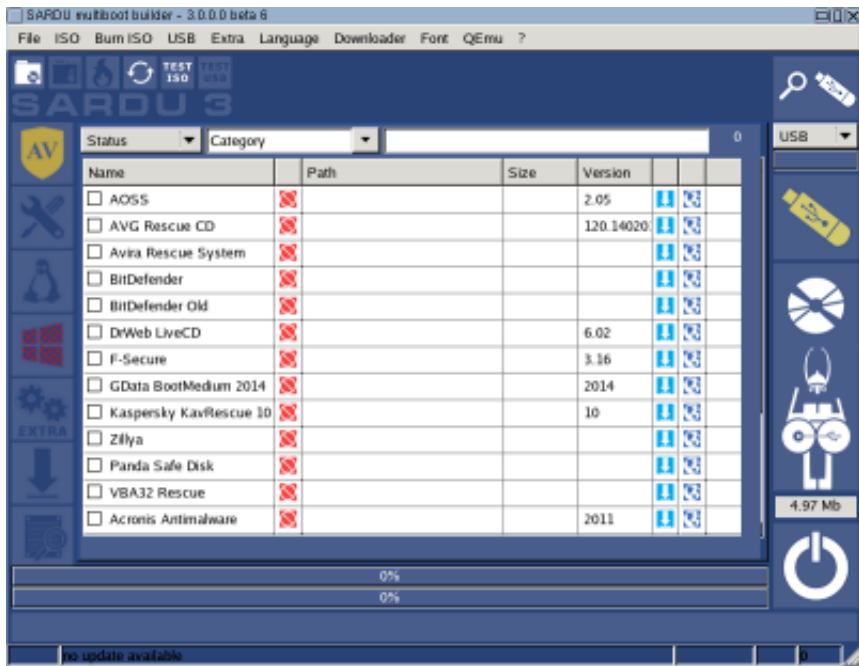 SARDU multiboot builder - 3.0.0.0 beta 6
File ISO Burn ISO USB Extra Language Downloader Font QEmu ?
TEST ISO TEST USB
SARDU 3
AV Status Category 0 USB
Name Path Size Version
AOSS 2.05
AVG Rescue CD 120.14020
Avira Rescue System
BitDefender
BitDefender Old
DrWeb LiveCD 6.02
F-Secure 3.16
GData BootMedium 2014 2014
Kaspersky KavRescue 10 10
EXTRA
Zillya
Panda Safe Disk
VBA32 Rescue
4.97 Mb
Acronis Antimalware 2011
0%
0%
no update available 0